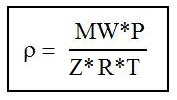 ρ = MW*P
Z*R*T